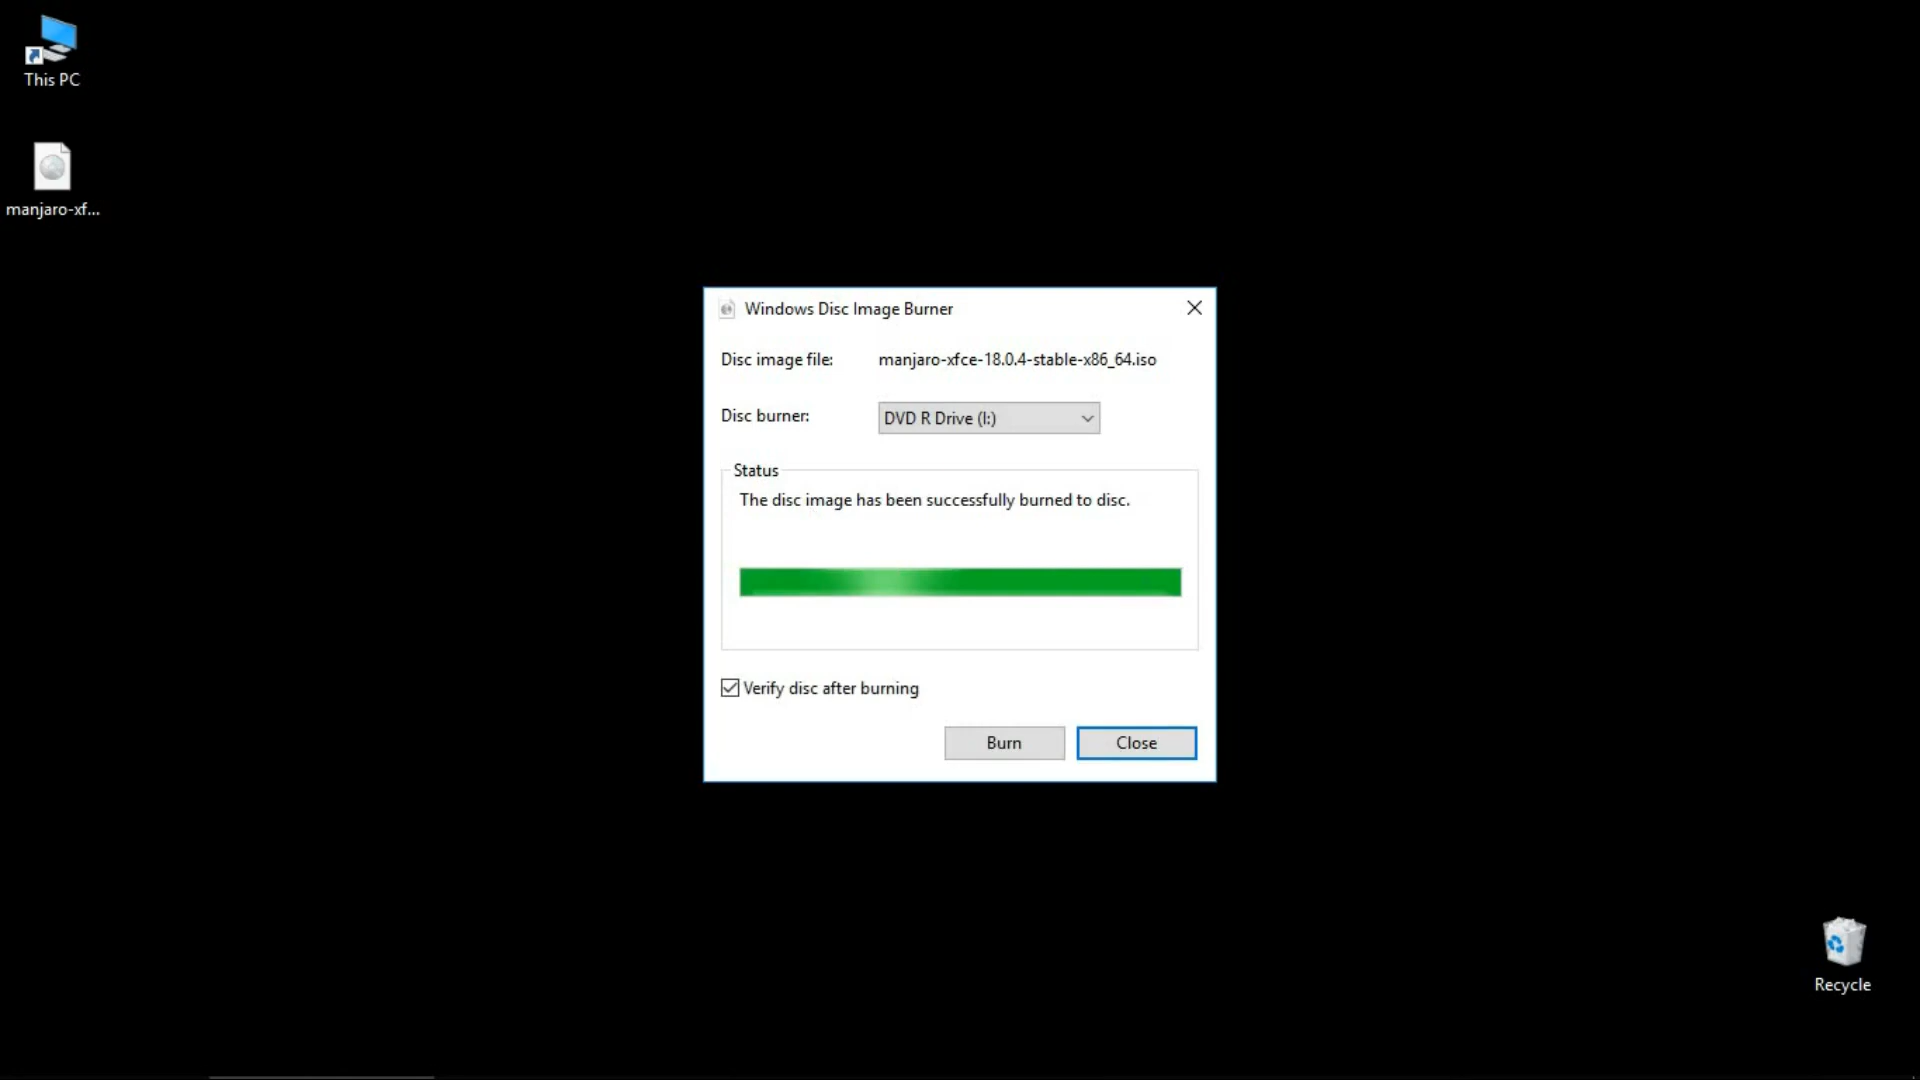 This PC
manjaro-xf...
Windows Disc Image Burner
Disc image file: manjaro-xfce-18.0.4-stable-x86_64.iso
Disc burner: DVD R Drive (I:)
Status
The disc image has been successfully burned to disc.
Verify disc after burning
Burn Close
Recycle